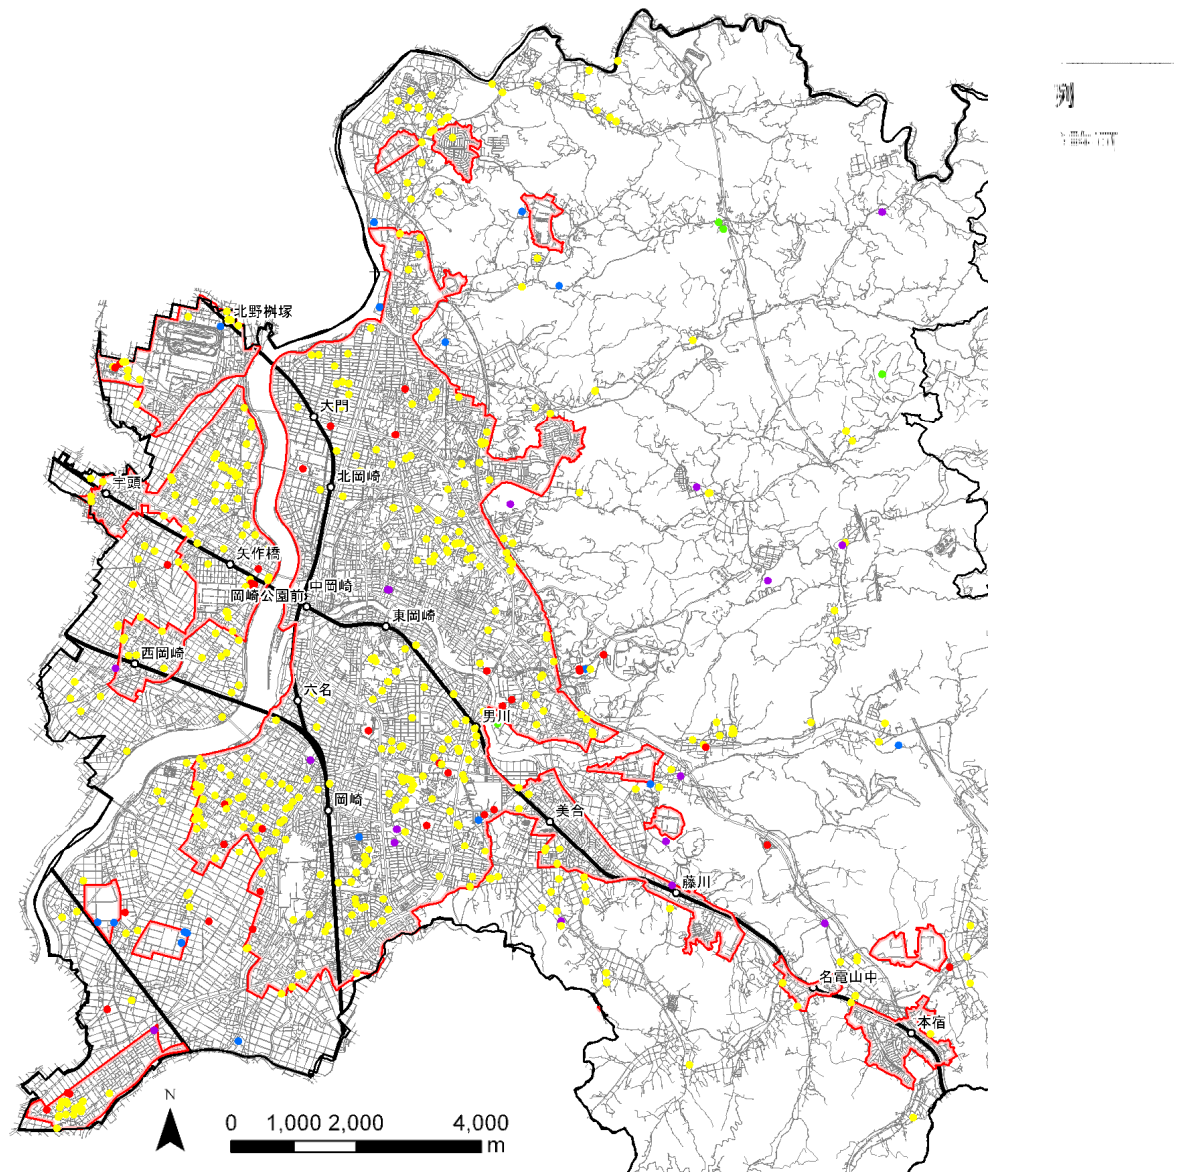 北野桝塚
大門
北岡崎
宇頭
矢作橋
岡崎公園前
中岡崎
東岡崎
西岡崎
六名
男川
岡崎
美合
藤川
名電山中
本宿
N
0 1,000 2,000 4,000
m